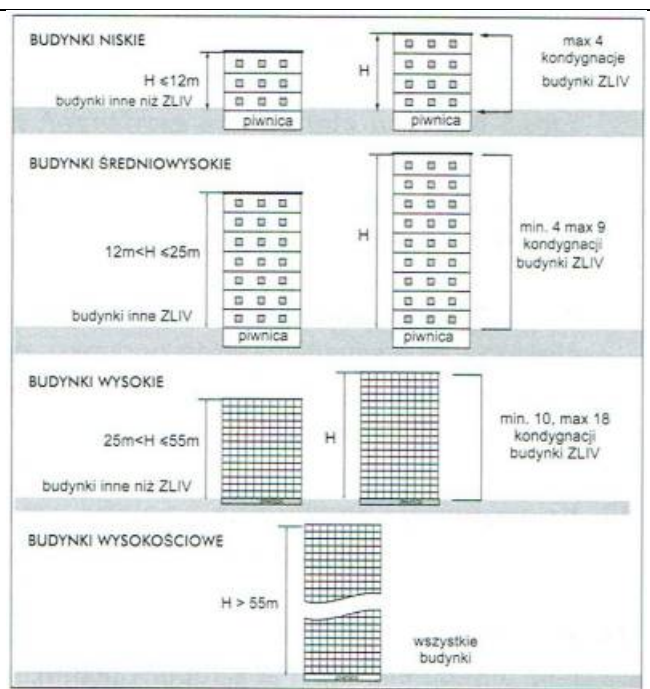 BUDYNKI NISKIE
H ≤12m
budynki inne niż ZLIV
piwnica
H
piwnica
max 4
kondygnacje
budynki ZLIV
BUDYNKI ŚREDNIOWYSOKIE
12m<H ≤25m
budynki inne ZLIV
piwnica
H
piwnica
min. 4 max 9
kondygnacji
budynki ZLIV
BUDYNKI WYSOKIE
25m<H ≤55m
budynki inne niż ZLIV
H
min. 10, max 18
kondygnacji
budynki ZLIV
BUDYNKI WYSOKOŚCIOWE
H > 55m
wszystkie
budynki